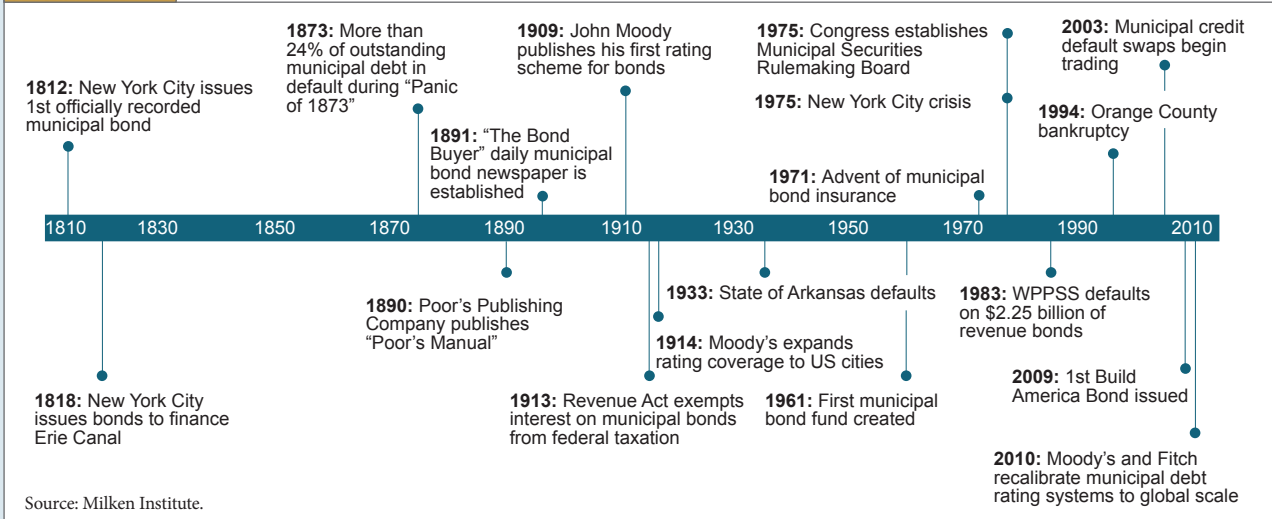 1812: New York City issues
1st officially recorded
municipal bond
1873: More than
24% of outstanding
municipal debt in
default during “Panic
of 1873”
1891: “The Bond
Buyer” daily municipal
bond newspaper is
established
1909: John Moody
publishes his first rating
scheme for bonds
1975: Congress establishes
Municipal Securities
Rulemaking Board
1975: New York City crisis
1971: Advent of municipal
bond insurance
2003: Municipal credit
default swaps begin
trading
1994: Orange County
bankruptcy
1810 1830 1850 1870 1890 1910 1930 1950 1970 1990 2010
1818: New York City
issues bonds to finance
Erie Canal
1890: Poor’s Publishing
Company publishes
“Poor’s Manual”
1913: Revenue Act exempts
interest on municipal bonds
from federal taxation
1914: Moody’s expands
rating coverage to US cities
1933: State of Arkansas defaults
1961: First municipal
bond fund created
1983: WPPSS defaults
on $2.25 billion of
revenue bonds
2009: 1st Build
America Bond issued
2010: Moody’s and Fitch
recalibrate municipal debt
rating systems to global scale
Source: Milken Institute.